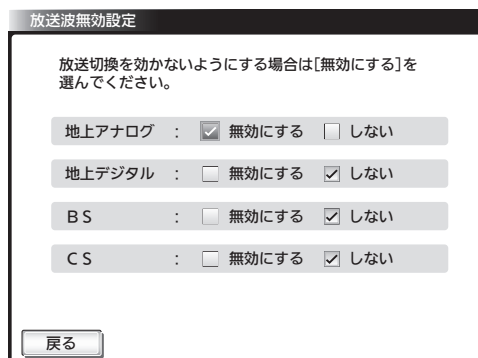 放送波無効設定
放送切換を効かないようにする場合は[無効にする]を
選んでください。
地上アナログ : 無効にする しない
地上デジタル : 無効にする しない
ＢＳ : 無効にする しない
ＣＳ : 無効にする しない
戻る